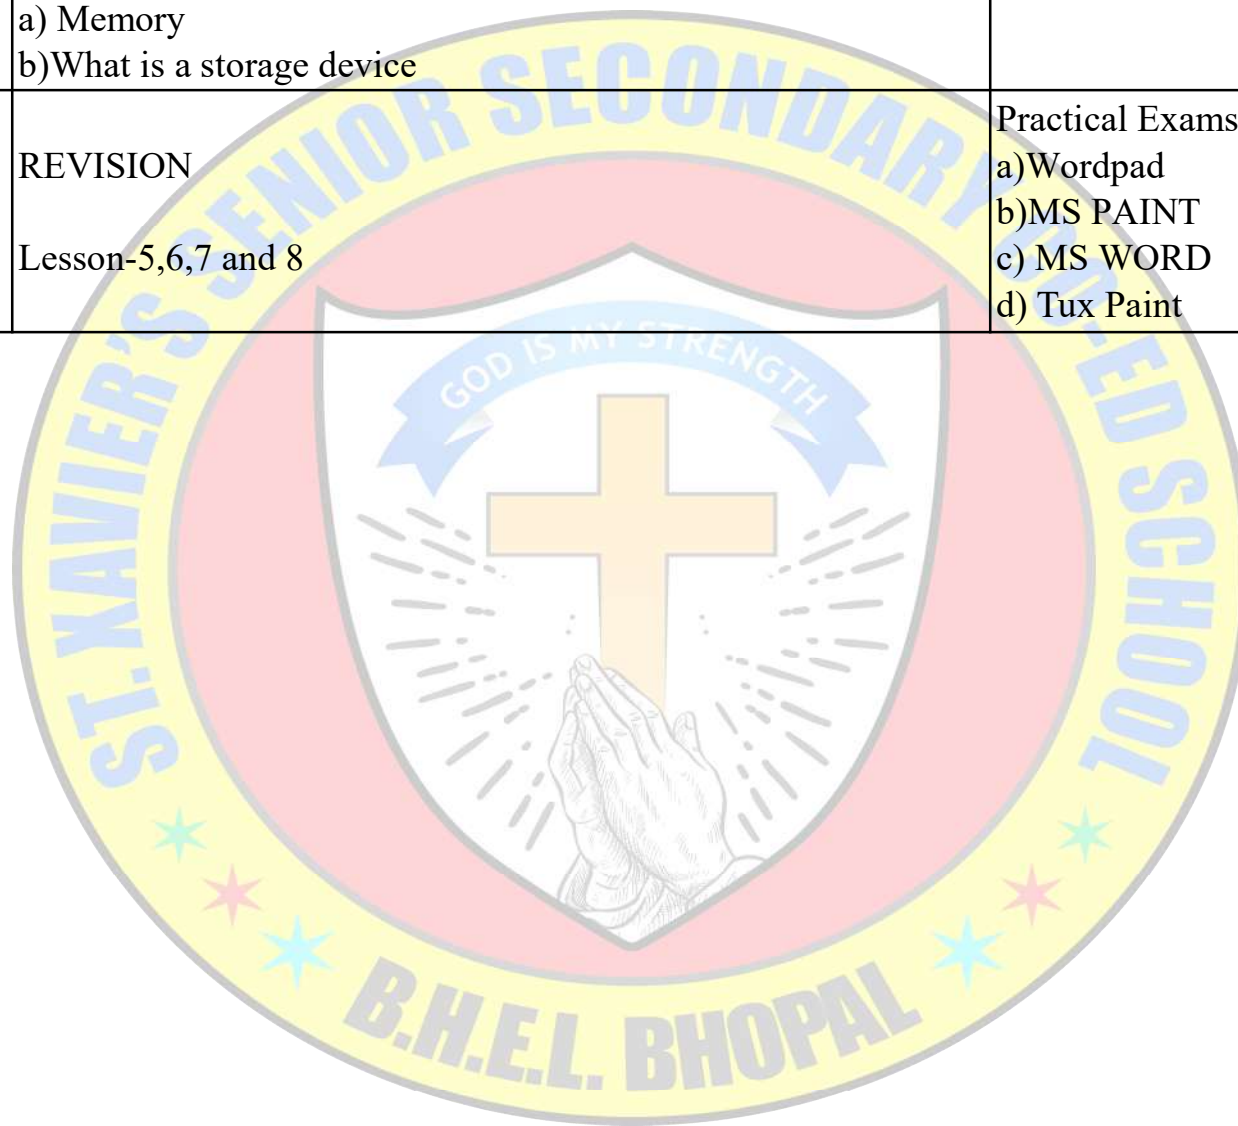 a) Memory
b)What is a storage device
REVISION
Lesson-5,6,7 and 8
Practical Exams
a)Wordpad
b)MS PAINT
c) MS WORD
d) Tux Paint
ST. XAVIER'S SENIOR SECONDARY CO-ED SCHOOL
GOD IS MY STRENGTH
B.H.E.L. BHOPAL